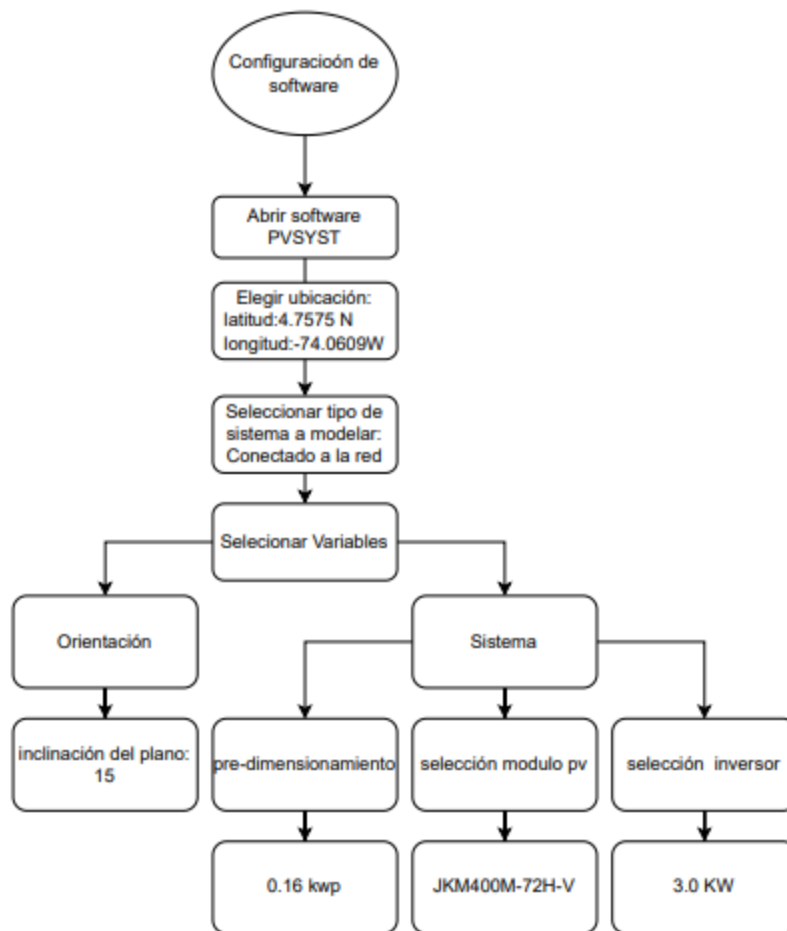 Configuracioón de
software
Abrir software
PVSYST
Elegir ubicación:
latitud:4.7575 N
longitud:-74.0609W
Seleccionar tipo de
sistema a modelar:
Conectado a la red
Selecionar Variables
Orientación
Sistema
inclinación del plano:
15
pre-dimensionamiento
selección modulo pv
selección inversor
0.16 kwp
JKM400M-72H-V
3.0 KW